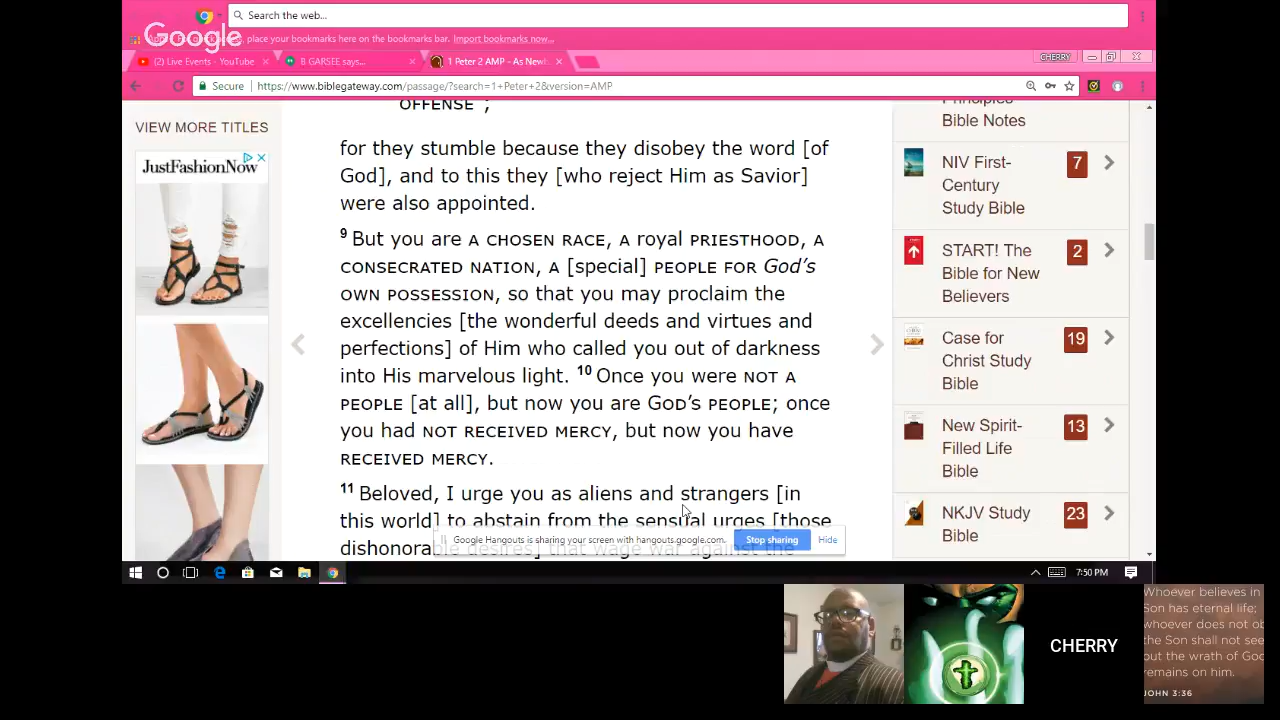 Search the web...
Google
place your bookmarks here on the bookmarks bar. Import bookmarks now...
(2) Live Events - YouTube
B GARSEE says...
1 Peter 2 AMP - As Newb
CHERRY
Secure
https://www.biblegateway.com/passage/?search=1+Peter+2&version=AMP
VIEW MORE TITLES
JUSTFASHIONNOW
OFFENSE ;
for they stumble because they disobey the word [of
God], and to this they [who reject Him as Savior]
were also appointed.
9 But you are A CHOSEN RACE, A royal PRIESTHOOD, A
CONSECRATED NATION, A [special] PEOPLE FOR God's
OWN POSSESSION, so that you may proclaim the
excellencies [the wonderful deeds and virtues and
perfections] of Him who called you out of darkness
into His marvelous light. 10 Once you were NOT A
PEOPLE [at all], but now you are GOD'S PEOPLE; once
you had NOT RECEIVED MERCY, but now you have
RECEIVED MERCY.
11 Beloved, I urge you as aliens and strangers [in
this world] to abstain from the sensual urges [those
dishonorable desires] that wage war against the
Google Hangouts is sharing your screen with hangouts.google.com.
Stop sharing
Hide
Principles
Bible Notes
NIV First-
Century
Study Bible
7
START! The
Bible for New
Believers
2
Case for
Christ Study
Bible
19
New Spirit-
Filled Life
Bible
13
NKJV Study
Bible
23
7:50 PM
CHERRY
Whoever believes in
Son has eternal life;
whoever does not ob
the Son shall not see
but the wrath of God
remains on him.
JOHN 3:36